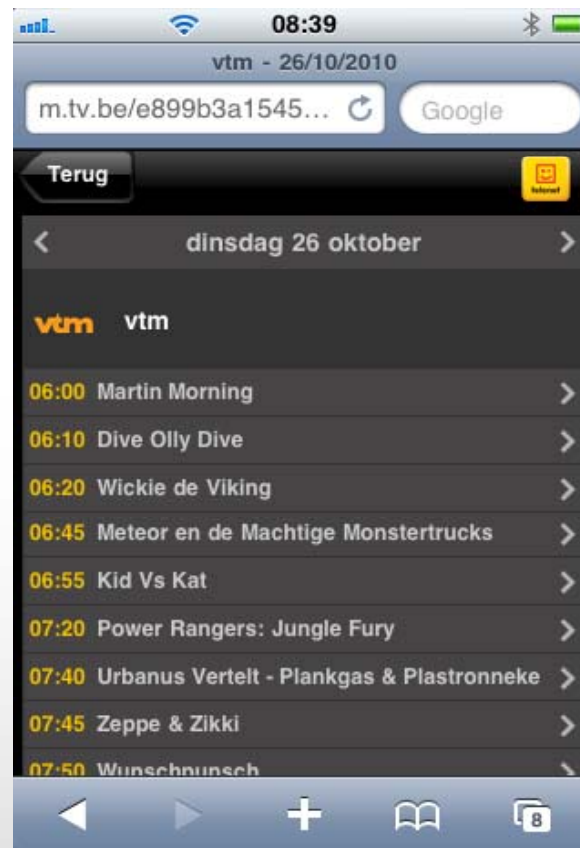 08:39
vtm - 26/10/2010
m.tv.be/e899b3a1545...
Google
Terug
telenet
dinsdag 26 oktober
vtm vtm
06:00 Martin Morning
06:10 Dive Olly Dive
06:20 Wickie de Viking
06:45 Meteor en de Machtige Monstertrucks
06:55 Kid Vs Kat
07:20 Power Rangers: Jungle Fury
07:40 Urbanus Vertelt - Plankgas & Plastronneke
07:45 Zeppe & Zikki
07:50 Wunschpunsch
8